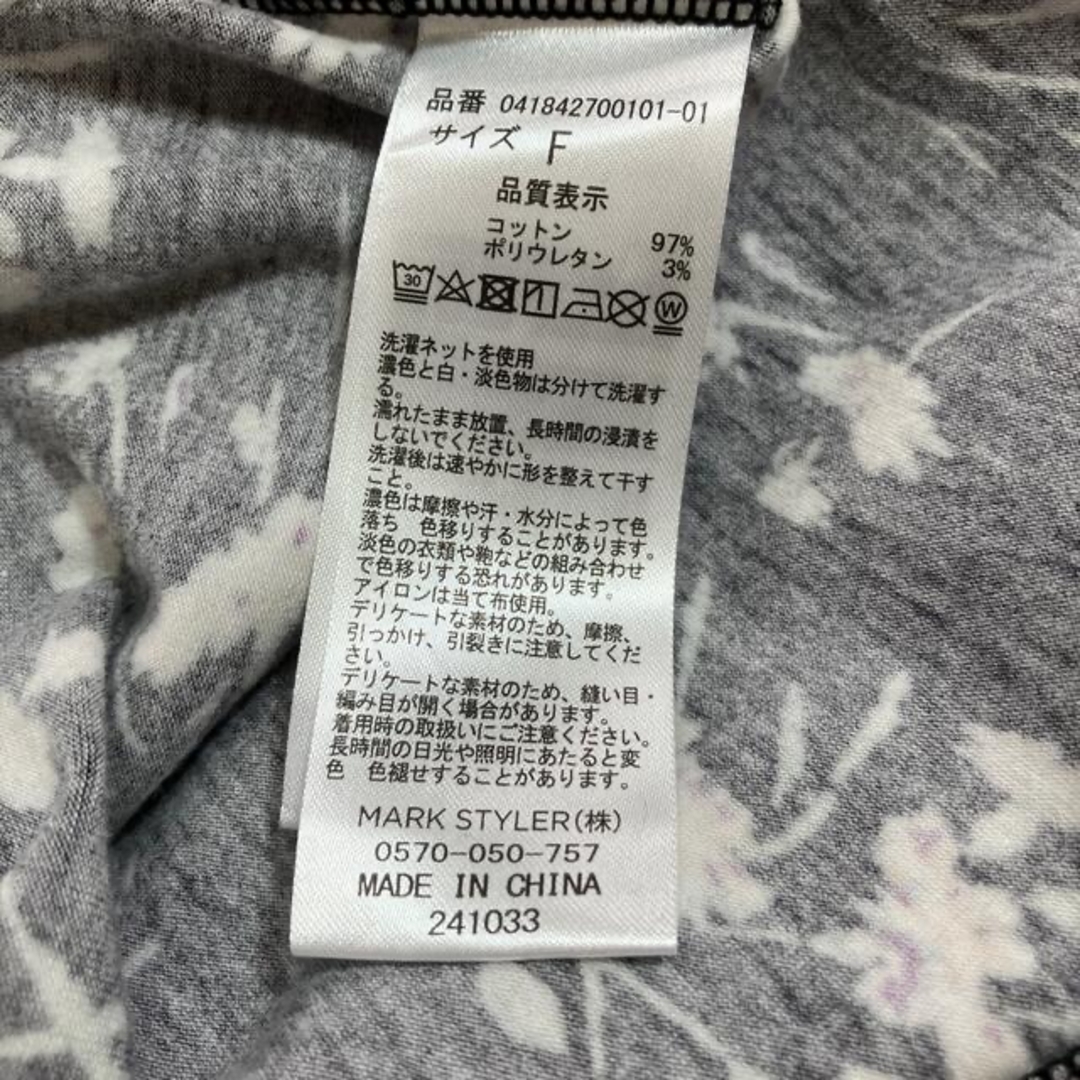 品番 041842700101-01
サイズ F
品質表示
コットン 97%
ポリウレタン 3%
30 W
洗濯ネットを使用
濃色と白・淡色物は分けて洗濯す
る。
濡れたまま放置、長時間の浸漬を
しないでください。
洗濯後は速やかに形を整えて干す
こと。
濃色は摩擦や汗・水分によって色
落ち 色移りすることがあります。
淡色の衣類や鞄などの組み合わせ
で色移りする恐れがあります。
アイロンは当て布使用。
デリケートな素材のため、摩擦、
引っかけ、引裂きに注意してくだ
さい。
デリケートな素材のため、縫い目・
編み目が開く場合があります。
着用時の取扱いにご注意ください。
長時間の日光や照明にあたると変
色 色褪せすることがあります。
MARK STYLER(株)
0570-050-757
MADE IN CHINA
241033